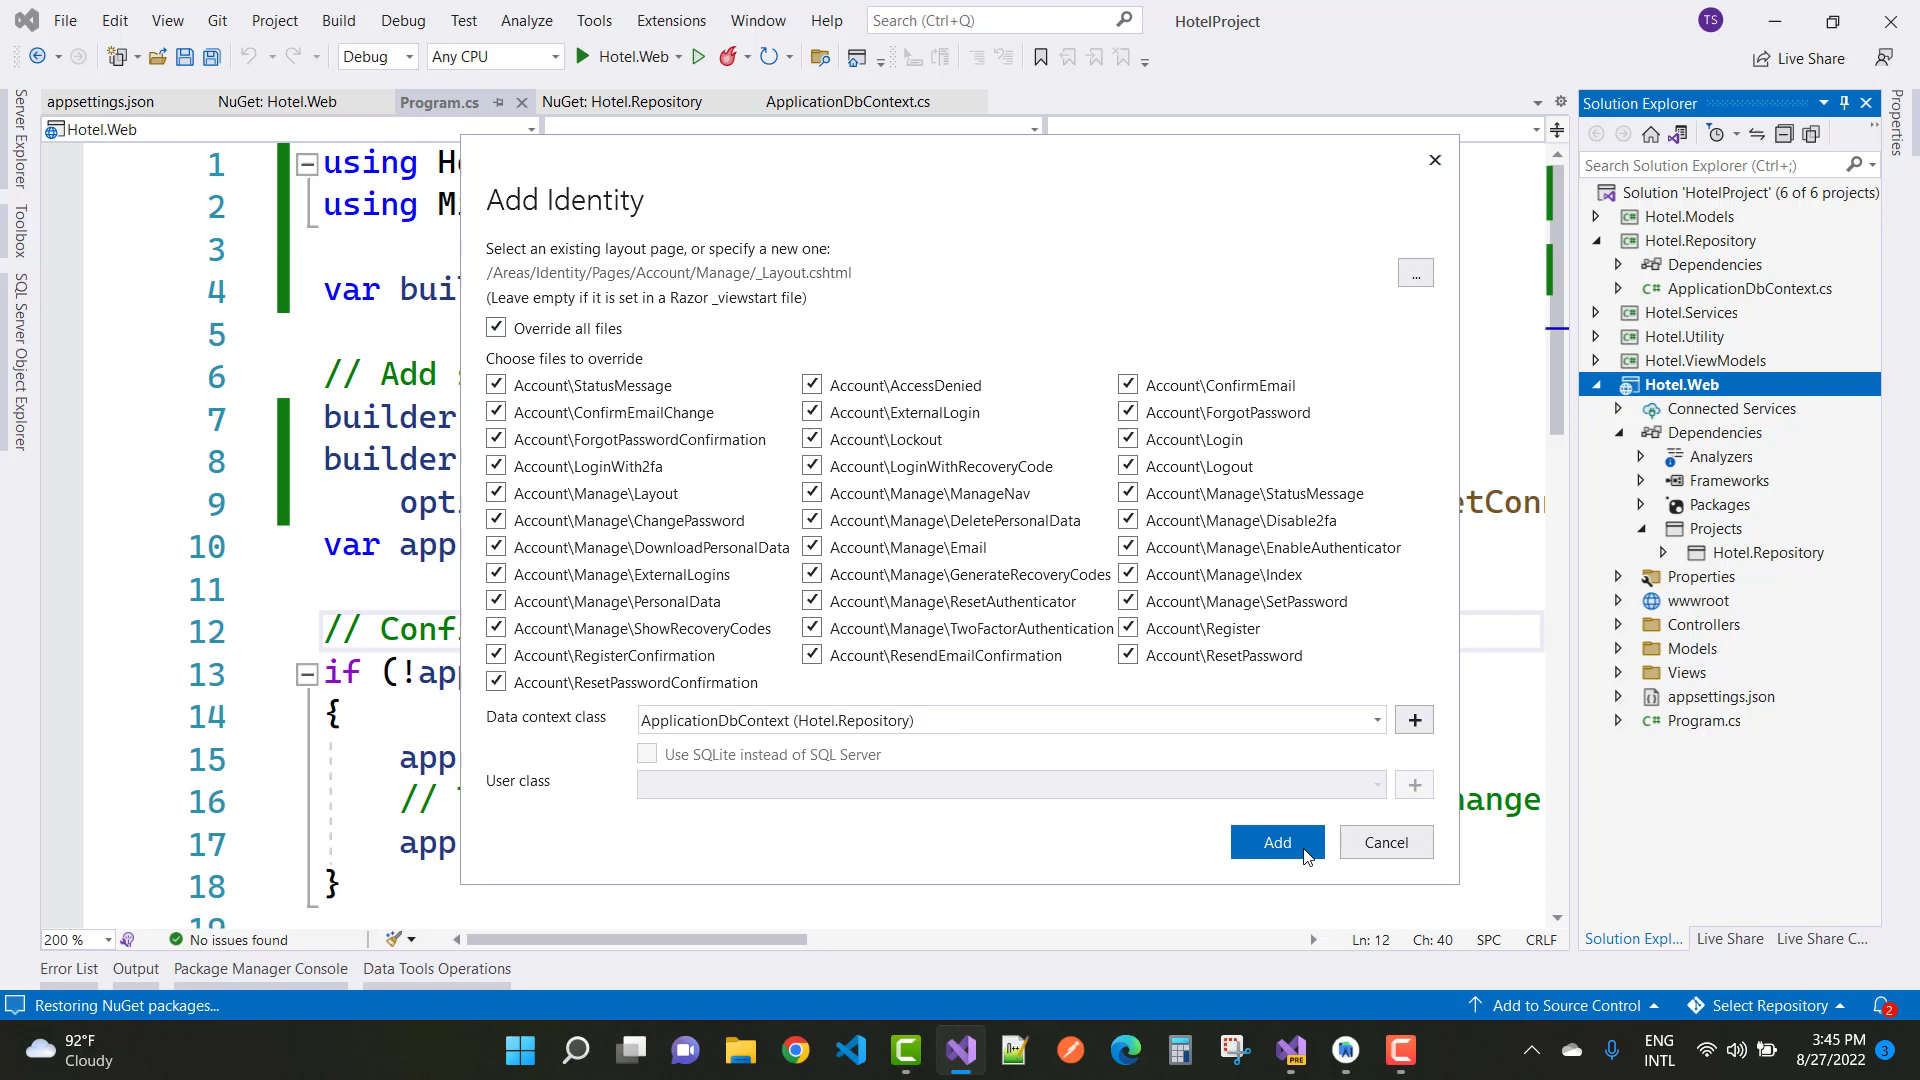 File Edit View Git Project Build Debug Test Analyze Tools Extensions Window Help Search (Ctrl+Q) HotelProject TS
Debug Any CPU Hotel.Web Live Share
appsettings.json NuGet: Hotel.Web Program.cs NuGet: Hotel.Repository ApplicationDbContext.cs
Hotel.Web
Server Explorer
Toolbox
SQL Server Object Explorer
1 using H
2 using M
3
4 var bui
5
6 // Add
7 builder
8 builder
9 opti etCon
10 var app
11
12 // Conf
13 if (!ap
14 {
15 app
16 // hange
17 app
18 }
19
Add Identity
Select an existing layout page, or specify a new one:
/Areas/Identity/Pages/Account/Manage/_Layout.cshtml
...
(Leave empty if it is set in a Razor _viewstart file)
Override all files
Choose files to override
Account\StatusMessage Account\AccessDenied Account\ConfirmEmail
Account\ConfirmEmailChange Account\ExternalLogin Account\ForgotPassword
Account\ForgotPasswordConfirmation Account\Lockout Account\Login
Account\LoginWith2fa Account\LoginWithRecoveryCode Account\Logout
Account\Manage\Layout Account\Manage\ManageNav Account\Manage\StatusMessage
Account\Manage\ChangePassword Account\Manage\DeletePersonalData Account\Manage\Disable2fa
Account\Manage\DownloadPersonalData Account\Manage\Email Account\Manage\EnableAuthenticator
Account\Manage\ExternalLogins Account\Manage\GenerateRecoveryCodes Account\Manage\Index
Account\Manage\PersonalData Account\Manage\ResetAuthenticator Account\Manage\SetPassword
Account\Manage\ShowRecoveryCodes Account\Manage\TwoFactorAuthentication Account\Register
Account\RegisterConfirmation Account\ResendEmailConfirmation Account\ResetPassword
Account\ResetPasswordConfirmation
Data context class ApplicationDbContext (Hotel.Repository)
Use SQLite instead of SQL Server
User class
Add Cancel
Solution Explorer
Search Solution Explorer (Ctrl+;)
Solution 'HotelProject' (6 of 6 projects)
Hotel.Models
Hotel.Repository
Dependencies
C# ApplicationDbContext.cs
Hotel.Services
Hotel.Utility
Hotel.ViewModels
Hotel.Web
Connected Services
Dependencies
Analyzers
Frameworks
Packages
Projects
Hotel.Repository
Properties
wwwroot
Controllers
Models
Views
appsettings.json
C# Program.cs
Properties
200 % No issues found Ln: 12 Ch: 40 SPC CRLF
Solution Expl... Live Share Live Share C...
Error List Output Package Manager Console Data Tools Operations
Restoring NuGet packages... Add to Source Control Select Repository 2
92°F
Cloudy
PRE
ENG
INTL
3:45 PM
8/27/2022
3